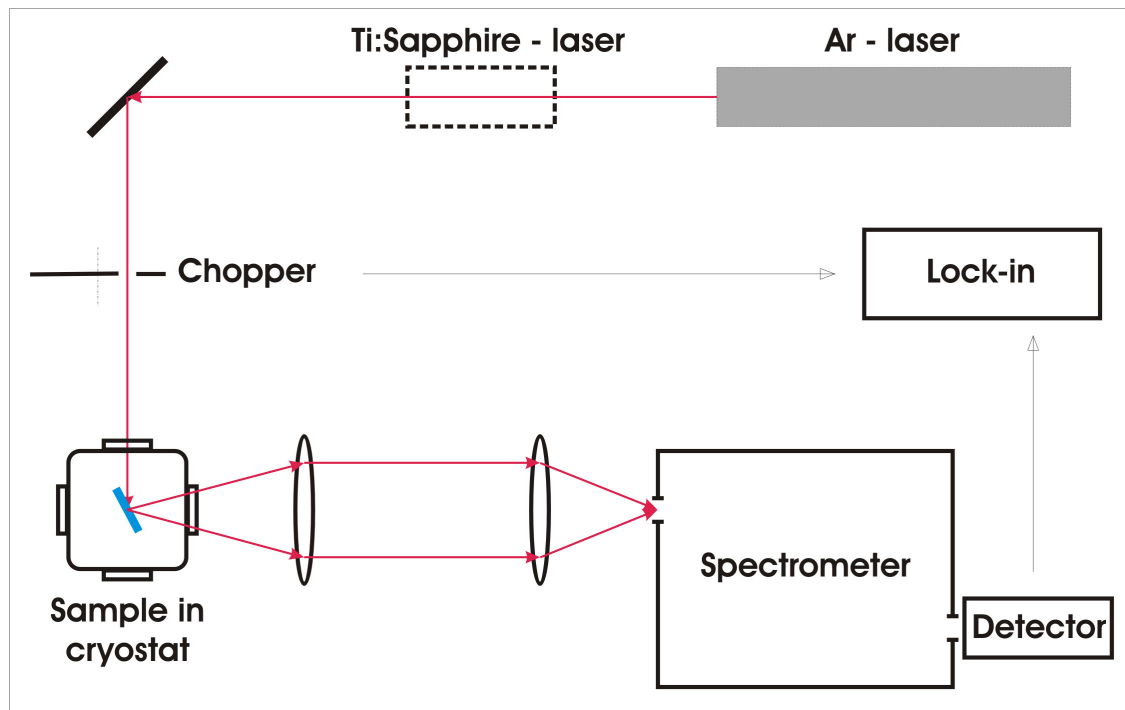 Ti:Sapphire - laser
Ar - laser
Chopper
Lock-in
Spectrometer
Sample in
cryostat
Detector